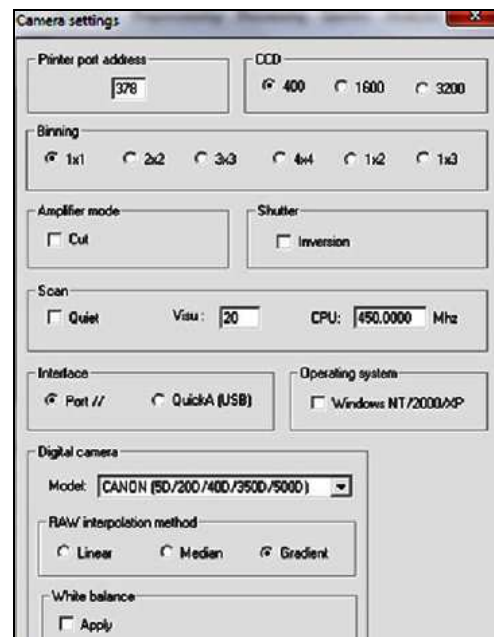 Camera settings
Printer port address
378
CCD
400 1600 3200
Binning
1x1 2x2 3x3 4x4 1x2 1x3
Amplifier mode
Cut
Shutter
Inversion
Scan
Quiet Visu : 20 CPU: 450.0000 Mhz
Interface
Port // QuickA (USB)
Operating system
Windows NT/2000/XP
Digital camera
Model: CANON (5D/20D/40D/350D/500D)
RAW interpolation method
Linear Median Gradient
White balance
Apply